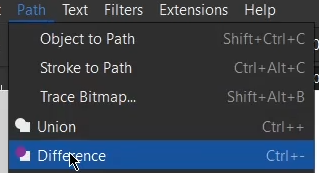 Path Text Filters Extensions Help
Object to Path Shift+Ctrl+C
Stroke to Path Ctrl+Alt+C
Trace Bitmap... Shift+Alt+B
Union Ctrl++
Difference Ctrl+-